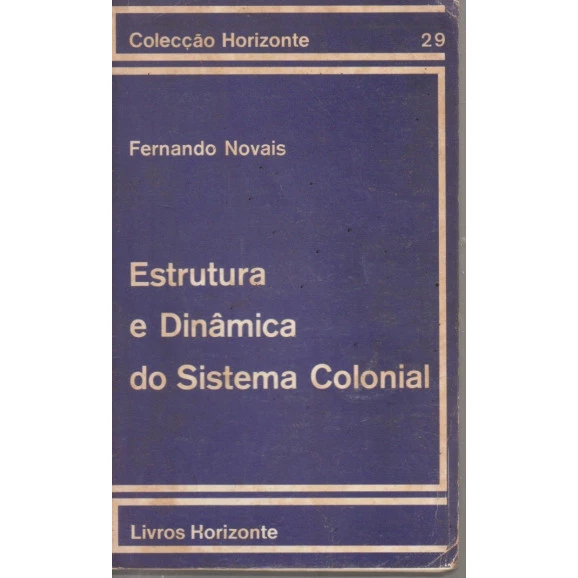 Colecção Horizonte 29
Fernando Novais
Estrutura
e Dinâmica
do Sistema Colonial
Livros Horizonte